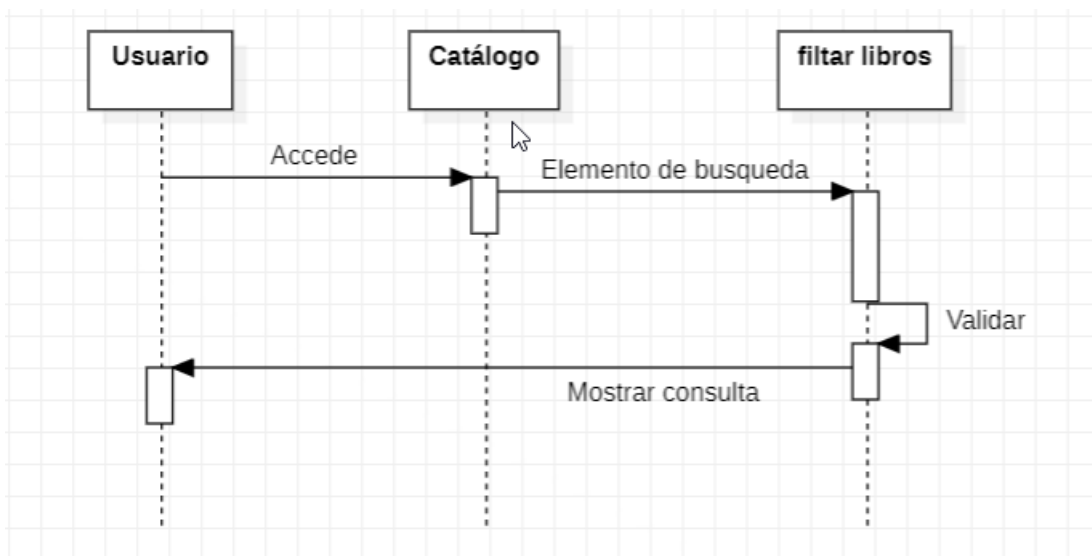 Usuario
Catálogo
filtar libros
Accede
Elemento de busqueda
Validar
Mostrar consulta